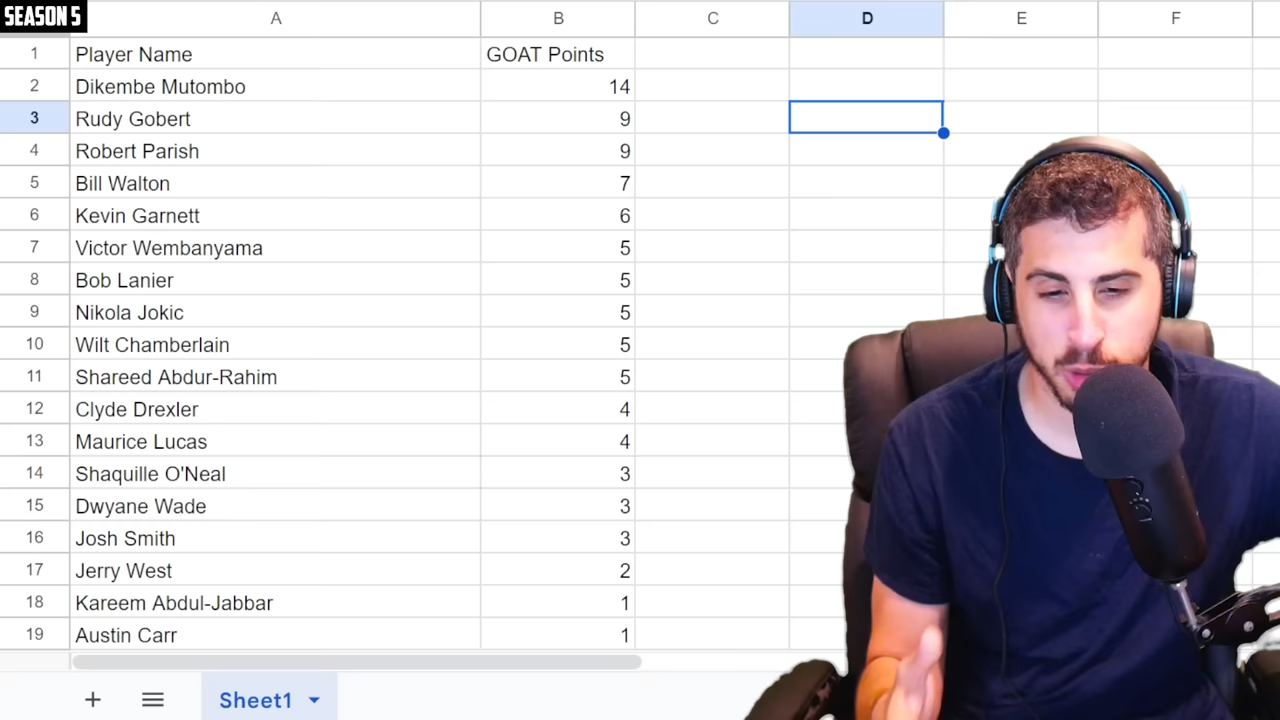 SEASON 5
A B C D E F
1 Player Name GOAT Points
2 Dikembe Mutombo 14
3 Rudy Gobert 9
4 Robert Parish 9
5 Bill Walton 7
6 Kevin Garnett 6
7 Victor Wembanyama 5
8 Bob Lanier 5
9 Nikola Jokic 5
10 Wilt Chamberlain 5
11 Shareed Abdur-Rahim 5
12 Clyde Drexler 4
13 Maurice Lucas 4
14 Shaquille O'Neal 3
15 Dwyane Wade 3
16 Josh Smith 3
17 Jerry West 2
18 Kareem Abdul-Jabbar 1
19 Austin Carr 1
Sheet1